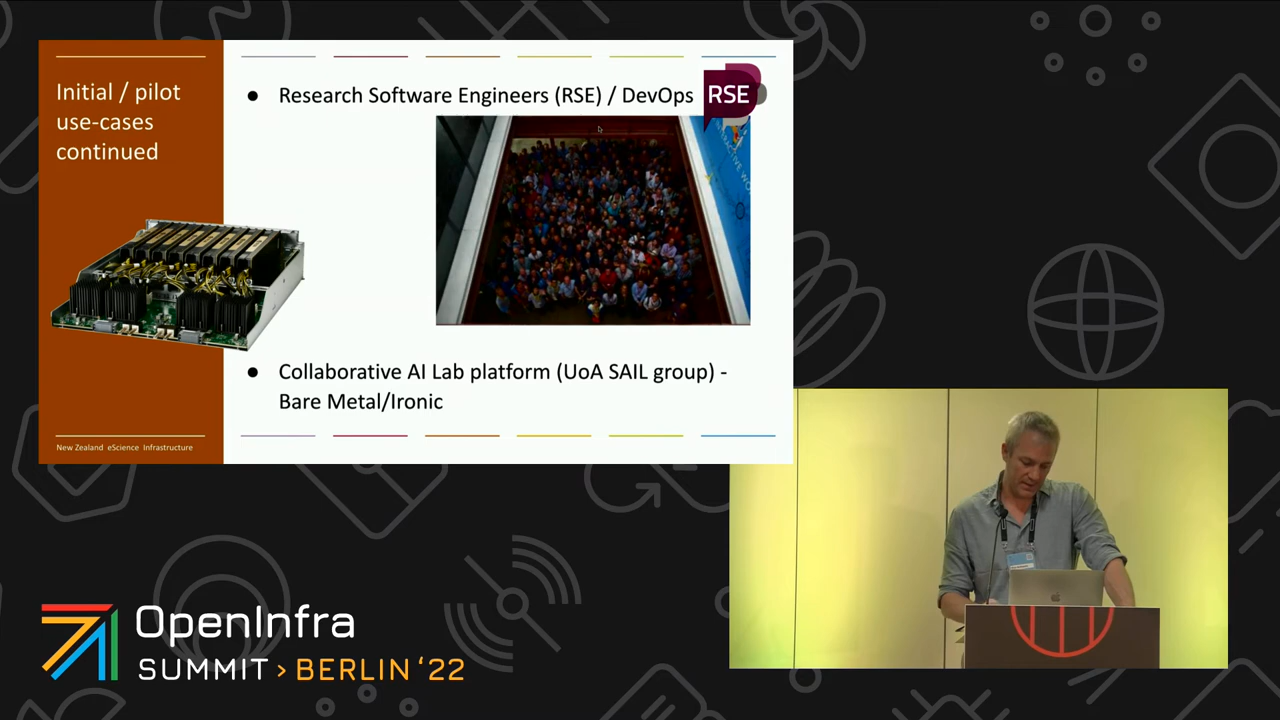 Initial / pilot
use-cases
continued
● Research Software Engineers (RSE) / DevOps
RSE
● Collaborative AI Lab platform (UoA SAIL group) -
Bare Metal/Ironic
New Zealand eScience Infrastructure
OpenInfra
SUMMIT > BERLIN ‘22